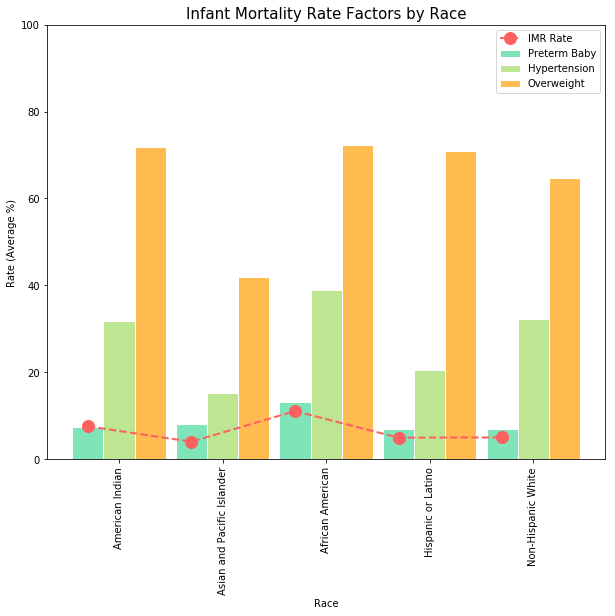 Infant Mortality Rate Factors by Race
100
80
60
40
20
0
Rate (Average %)
IMR Rate
Preterm Baby
Hypertension
Overweight
American Indian
Asian and Pacific Islander
African American
Hispanic or Latino
Non-Hispanic White
Race